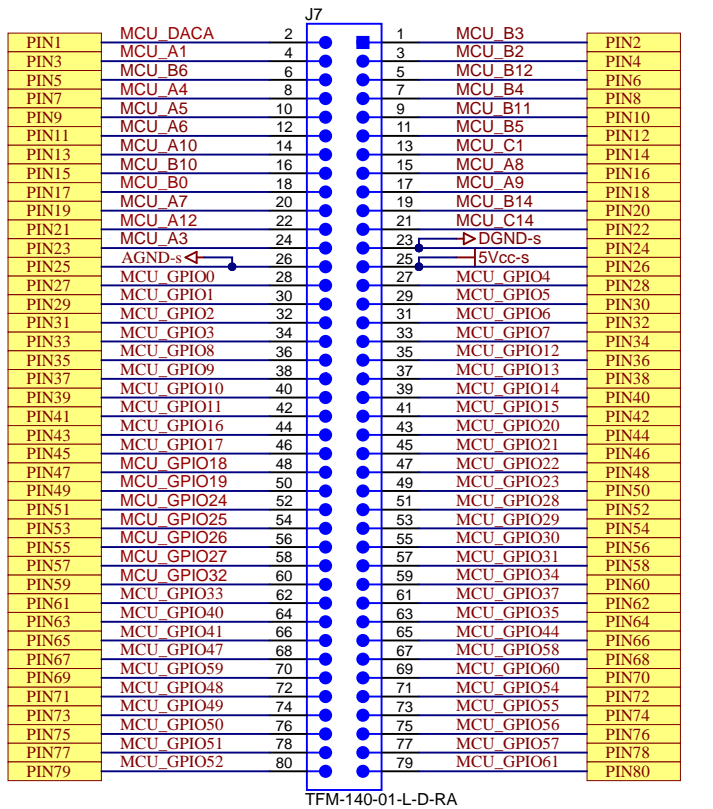 J7
PIN1 MCU_DACA 2 1 MCU_B3 PIN2
PIN3 MCU_A1 4 3 MCU_B2 PIN4
PIN5 MCU_B6 6 5 MCU_B12 PIN6
PIN7 MCU_A4 8 7 MCU_B4 PIN8
PIN9 MCU_A5 10 9 MCU_B11 PIN10
PIN11 MCU_A6 12 11 MCU_B5 PIN12
PIN13 MCU_A10 14 13 MCU_C1 PIN14
PIN15 MCU_B10 16 15 MCU_A8 PIN16
PIN17 MCU_B0 18 17 MCU_A9 PIN18
PIN19 MCU_A7 20 19 MCU_B14 PIN20
PIN21 MCU_A12 22 21 MCU_C14 PIN22
PIN23 MCU_A3 24 23 DGND-s PIN24
PIN25 AGND-s 26 25 5Vcc-s PIN26
PIN27 MCU_GPIO0 28 27 MCU_GPIO4 PIN28
PIN29 MCU_GPIO1 30 29 MCU_GPIO5 PIN30
PIN31 MCU_GPIO2 32 31 MCU_GPIO6 PIN32
PIN33 MCU_GPIO3 34 33 MCU_GPIO7 PIN34
PIN35 MCU_GPIO8 36 35 MCU_GPIO12 PIN36
PIN37 MCU_GPIO9 38 37 MCU_GPIO13 PIN38
PIN39 MCU_GPIO10 40 39 MCU_GPIO14 PIN40
PIN41 MCU_GPIO11 42 41 MCU_GPIO15 PIN42
PIN43 MCU_GPIO16 44 43 MCU_GPIO20 PIN44
PIN45 MCU_GPIO17 46 45 MCU_GPIO21 PIN46
PIN47 MCU_GPIO18 48 47 MCU_GPIO22 PIN48
PIN49 MCU_GPIO19 50 49 MCU_GPIO23 PIN50
PIN51 MCU_GPIO24 52 51 MCU_GPIO28 PIN52
PIN53 MCU_GPIO25 54 53 MCU_GPIO29 PIN54
PIN55 MCU_GPIO26 56 55 MCU_GPIO30 PIN56
PIN57 MCU_GPIO27 58 57 MCU_GPIO31 PIN58
PIN59 MCU_GPIO32 60 59 MCU_GPIO34 PIN60
PIN61 MCU_GPIO33 62 61 MCU_GPIO37 PIN62
PIN63 MCU_GPIO40 64 63 MCU_GPIO35 PIN64
PIN65 MCU_GPIO41 66 65 MCU_GPIO44 PIN66
PIN67 MCU_GPIO47 68 67 MCU_GPIO58 PIN68
PIN69 MCU_GPIO59 70 69 MCU_GPIO60 PIN70
PIN71 MCU_GPIO48 72 71 MCU_GPIO54 PIN72
PIN73 MCU_GPIO49 74 73 MCU_GPIO55 PIN74
PIN75 MCU_GPIO50 76 75 MCU_GPIO56 PIN76
PIN77 MCU_GPIO51 78 77 MCU_GPIO57 PIN78
PIN79 MCU_GPIO52 80 79 MCU_GPIO61 PIN80
TFM-140-01-L-D-RA